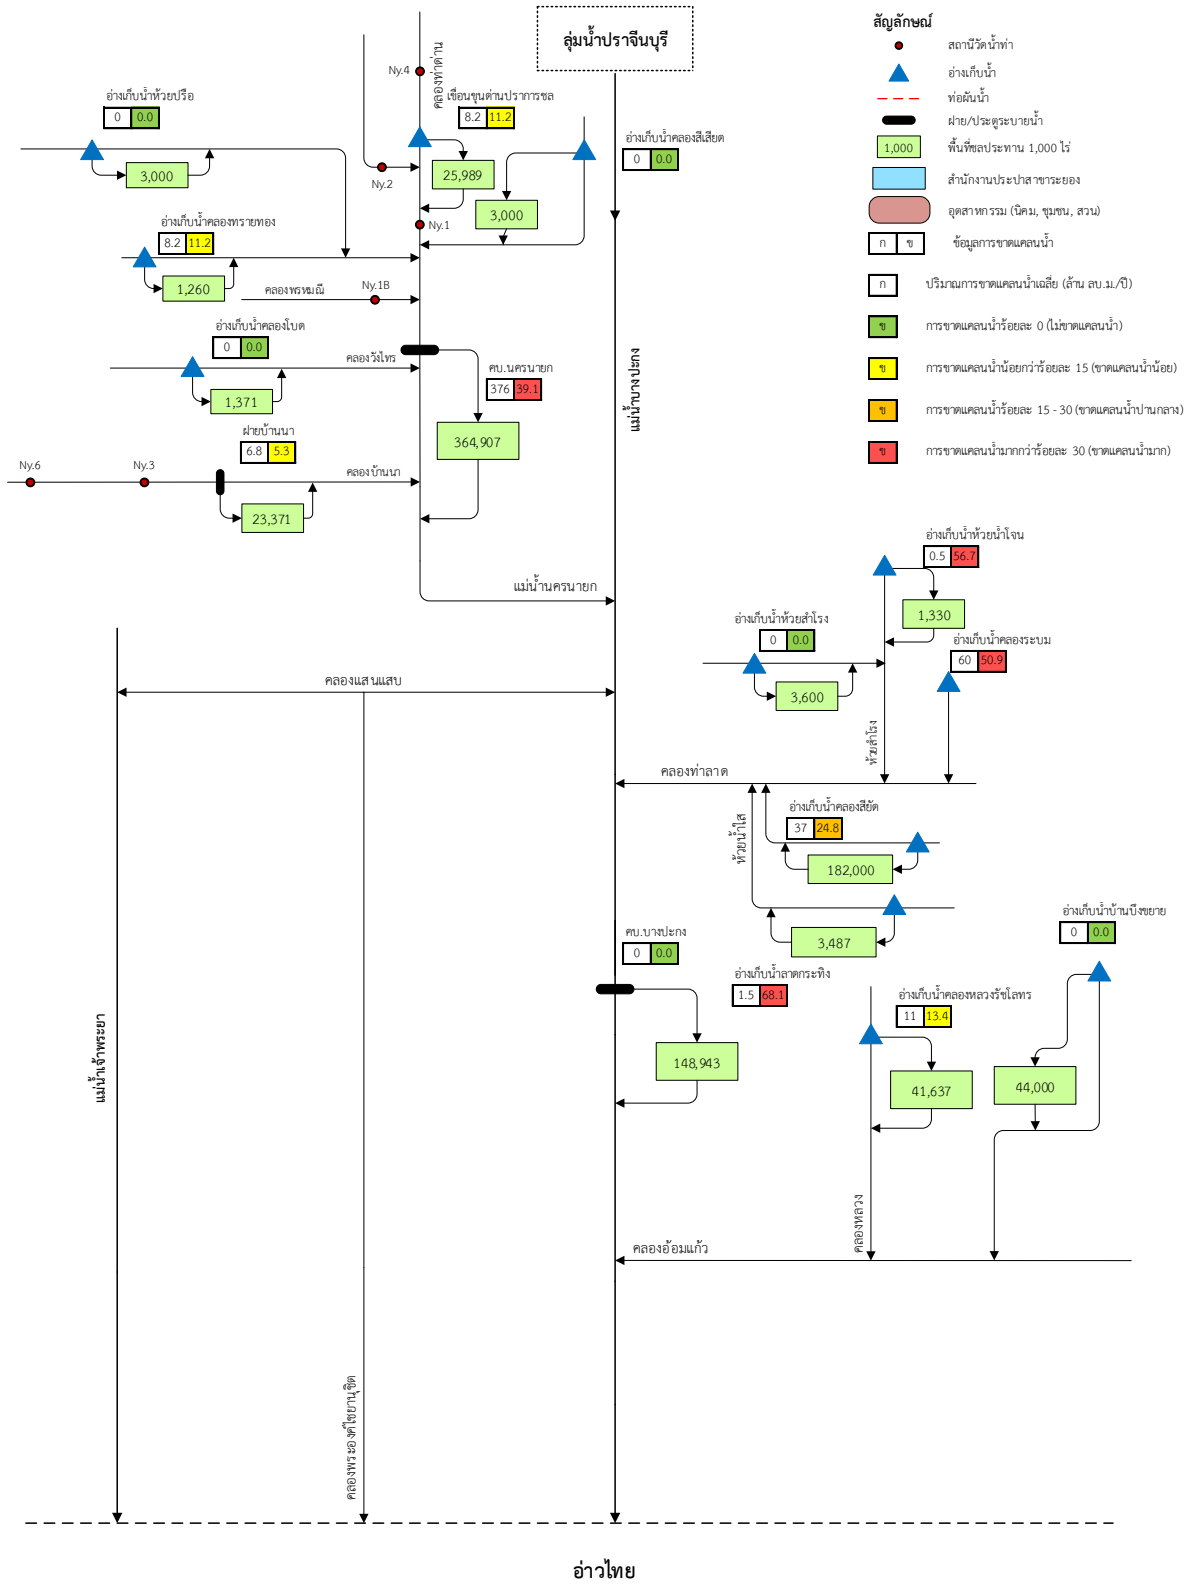 ลุ่มน้ำปราจีนบุรี
สัญลักษณ์
สถานีวัดน้ำท่า
อ่างเก็บน้ำ
ท่อผันน้ำ
ฝาย/ประตูระบายน้ำ
1,000 พื้นที่ชลประทาน 1,000 ไร่
สำนักงานประปาสาขาระยอง
อุตสาหกรรม (นิคม, ชุมชน, สวน)
ก ข ข้อมูลการขาดแคลนน้ำ
ก ปริมาณการขาดแคลนน้ำเฉลี่ย (ล้าน ลบ.ม./ปี)
ข การขาดแคลนน้ำร้อยละ 0 (ไม่ขาดแคลนน้ำ)
ข การขาดแคลนน้ำน้อยกว่าร้อยละ 15 (ขาดแคลนน้ำน้อย)
ข การขาดแคลนน้ำร้อยละ 15 - 30 (ขาดแคลนน้ำปานกลาง)
ข การขาดแคลนน้ำมากกว่าร้อยละ 30 (ขาดแคลนน้ำมาก)
Ny.4
คลองท่าด่าน
อ่างเก็บน้ำห้วยปรือ
0 0.0
3,000
เขื่อนขุนด่านปราการชล
8.2 11.2
25,989
อ่างเก็บน้ำคลองสีเสียด
0 0.0
3,000
Ny.2
Ny.1
อ่างเก็บน้ำคลองทรายทอง
8.2 11.2
1,260
คลองพรหมณี
Ny.1B
อ่างเก็บน้ำคลองโบด
0 0.0
1,371
คลองวังไทร
คบ.นครนายก
376 39.1
364,907
แม่น้ำบางปะกง
ฝายบ้านนา
6.8 5.3
23,371
Ny.6
Ny.3
คลองบ้านนา
แม่น้ำนครนายก
อ่างเก็บน้ำห้วยน้ำโจน
0.5 56.7
1,330
อ่างเก็บน้ำห้วยสำโรง
0 0.0
3,600
อ่างเก็บน้ำคลองระบม
60 50.9
คลองแสนแสบ
ห้วยสำโรง
คลองท่าลาด
อ่างเก็บน้ำคลองสียัด
37 24.8
182,000
ห้วยน้ำใส
3,487
อ่างเก็บน้ำบ้านบึงขยาย
0 0.0
คบ.บางปะกง
0 0.0
อ่างเก็บน้ำลาดกระทิง
1.5 68.1
อ่างเก็บน้ำคลองหลวงรัชโลทร
11 13.4
148,943
41,637
44,000
แม่น้ำเจ้าพระยา
คลองหลวง
คลองอ้อมแก้ว
คลองพระองค์ไชยานุชิต
อ่าวไทย